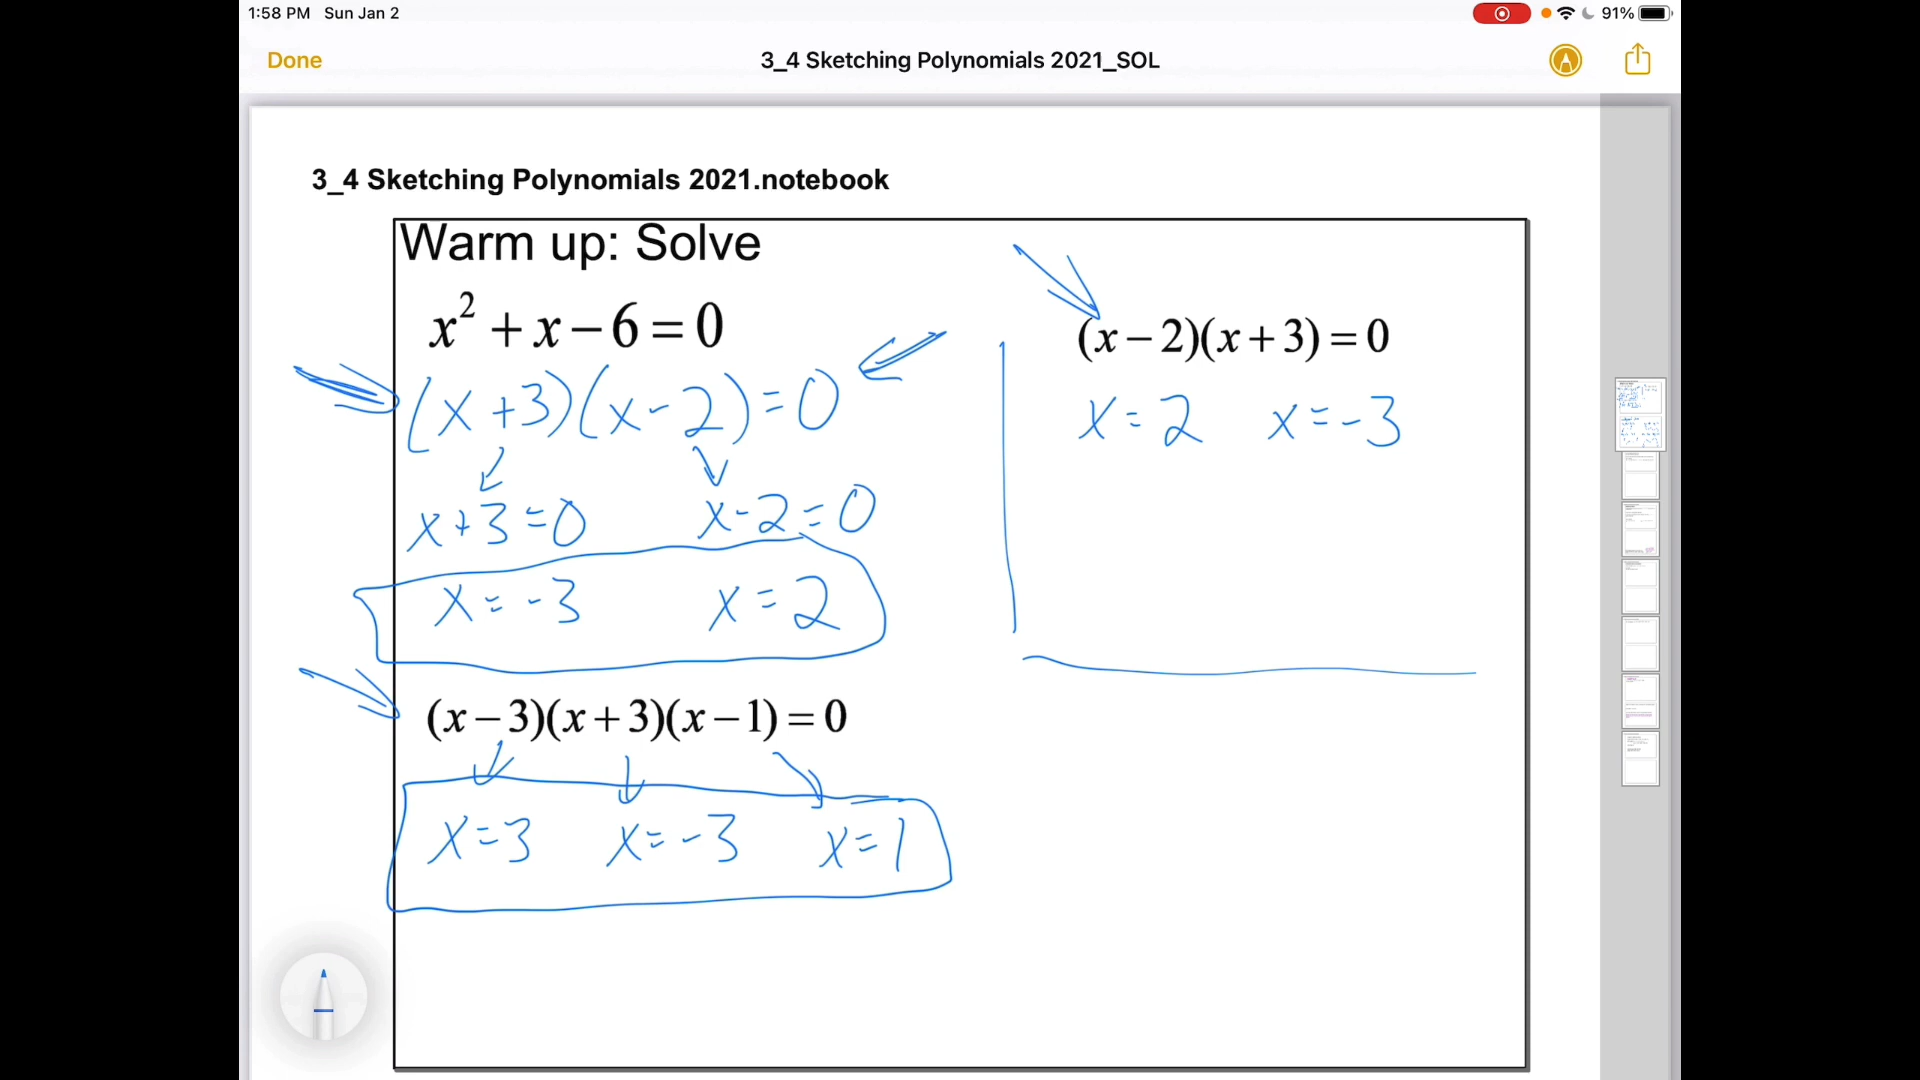 1:58 PM Sun Jan 2
91%
Done
3_4 Sketching Polynomials 2021_SOL
3_4 Sketching Polynomials 2021.notebook
Warm up: Solve
x² + x − 6 = 0
(x + 3)(x − 2) = 0
x + 3 = 0 x − 2 = 0
x = −3 x = 2
(x − 2)(x + 3) = 0
x = 2 x = −3
(x − 3)(x + 3)(x − 1) = 0
x = 3 x = −3 x = 1